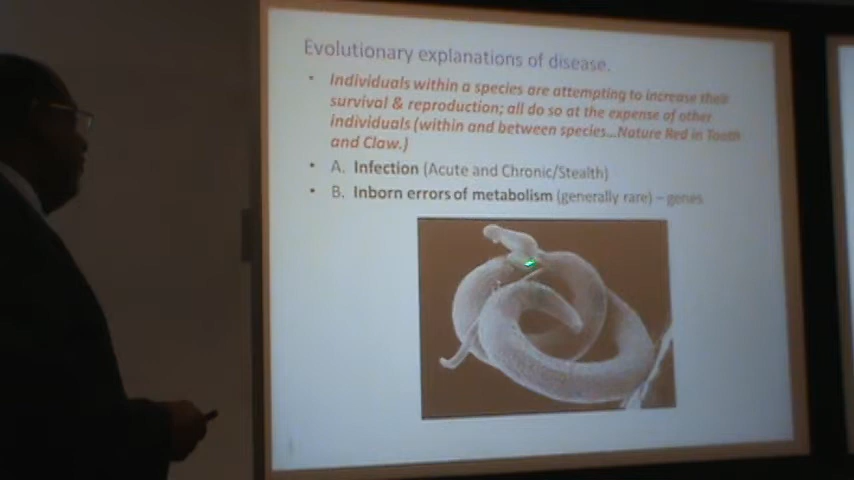 Evolutionary explanations of disease.
• Individuals within a species are attempting to increase their
survival & reproduction; all do so at the expense of other
individuals (within and between species...Nature Red in Tooth
and Claw.)
• A. Infection (Acute and Chronic/Stealth)
• B. Inborn errors of metabolism (generally rare) – genes